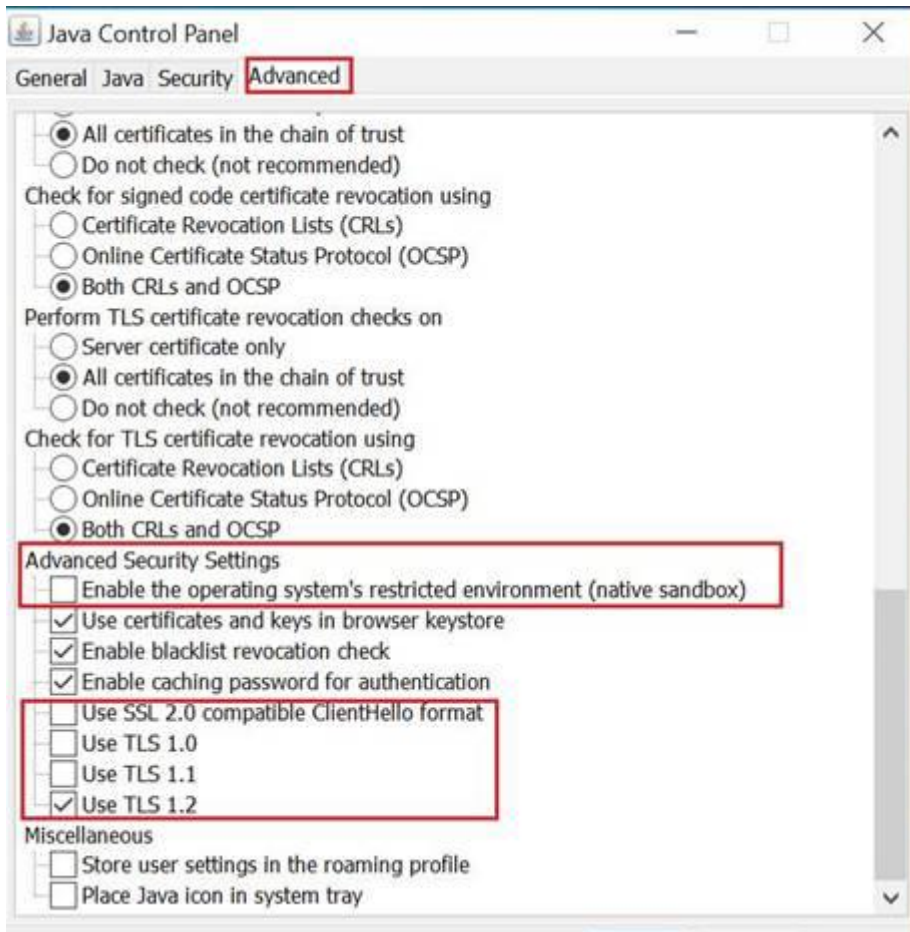 Java Control Panel
General Java Security Advanced
All certificates in the chain of trust
Do not check (not recommended)
Check for signed code certificate revocation using
Certificate Revocation Lists (CRLs)
Online Certificate Status Protocol (OCSP)
Both CRLs and OCSP
Perform TLS certificate revocation checks on
Server certificate only
All certificates in the chain of trust
Do not check (not recommended)
Check for TLS certificate revocation using
Certificate Revocation Lists (CRLs)
Online Certificate Status Protocol (OCSP)
Both CRLs and OCSP
Advanced Security Settings
Enable the operating system's restricted environment (native sandbox)
Use certificates and keys in browser keystore
Enable blacklist revocation check
Enable caching password for authentication
Use SSL 2.0 compatible ClientHello format
Use TLS 1.0
Use TLS 1.1
Use TLS 1.2
Miscellaneous
Store user settings in the roaming profile
Place Java icon in system tray